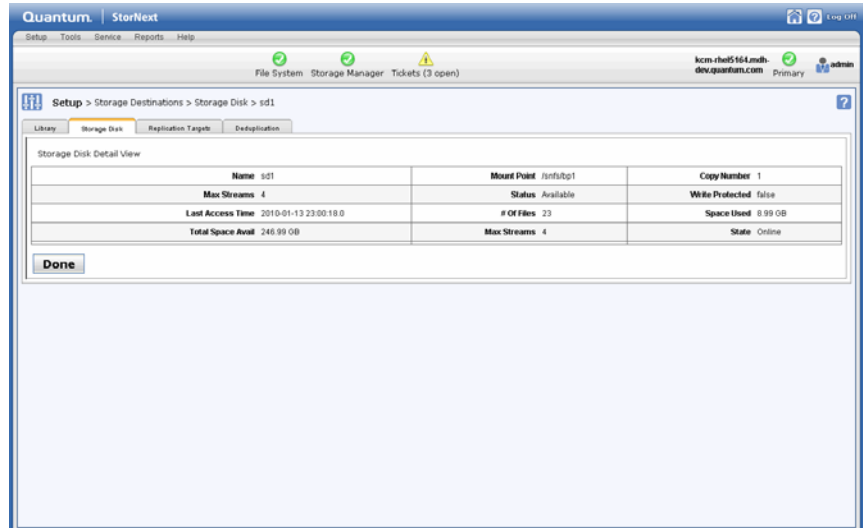 Quantum. StorNext Log Off
Setup Tools Service Reports Help
File System Storage Manager Tickets (3 open) kcm-rhel5164.mdh-dev.quantum.com Primary admin
Setup > Storage Destinations > Storage Disk > sd1
Library Storage Disk Replication Targets Deduplication
Storage Disk Detail View
Name sd1 Mount Point /snfs/bp1 Copy Number 1
Max Streams 4 Status Available Write Protected false
Last Access Time 2010-01-13 23:00:18.0 # Of Files 23 Space Used 8.99 GB
Total Space Avail 246.99 GB Max Streams 4 State Online
Done